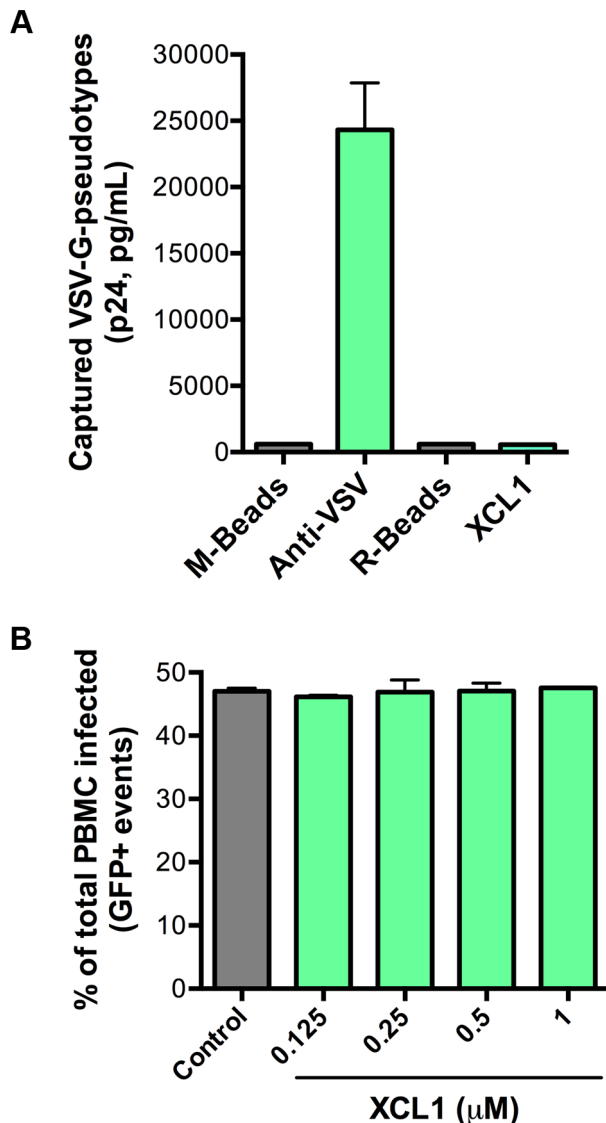 A
Captured VSV-G-pseudotypes
(p24, pg/mL)
30000
25000
20000
15000
10000
5000
0
M-Beads
Anti-VSV
R-Beads
XCL1
B
% of total PBMC infected
(GFP+ events)
50
40
30
20
10
0
Control
0.125
0.25
0.5
1
XCL1 (μM)